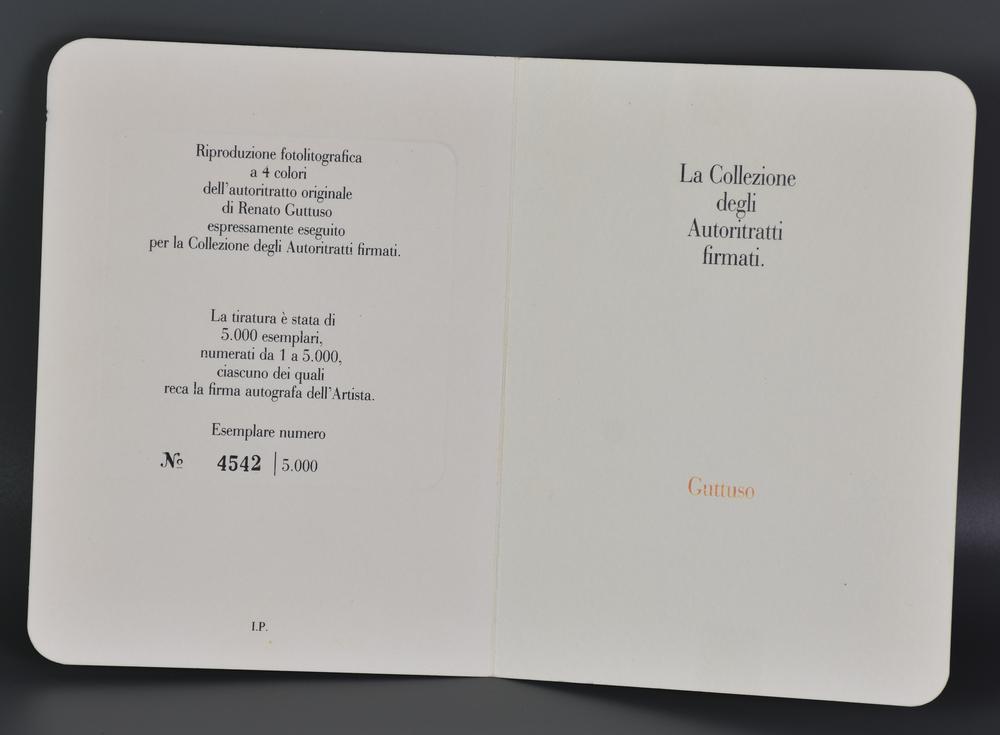 Riproduzione fotolitografica
a 4 colori
dell'autoritratto originale
di Renato Guttuso
espressamente eseguito
per la Collezione degli Autoritratti firmati.
La tiratura è stata di
5.000 esemplari,
numerati da 1 a 5.000,
ciascuno dei quali
reca la firma autografa dell'Artista.
Esemplare numero
№ 4542 | 5.000
I.P.
La Collezione
degli
Autoritratti
firmati.
Guttuso